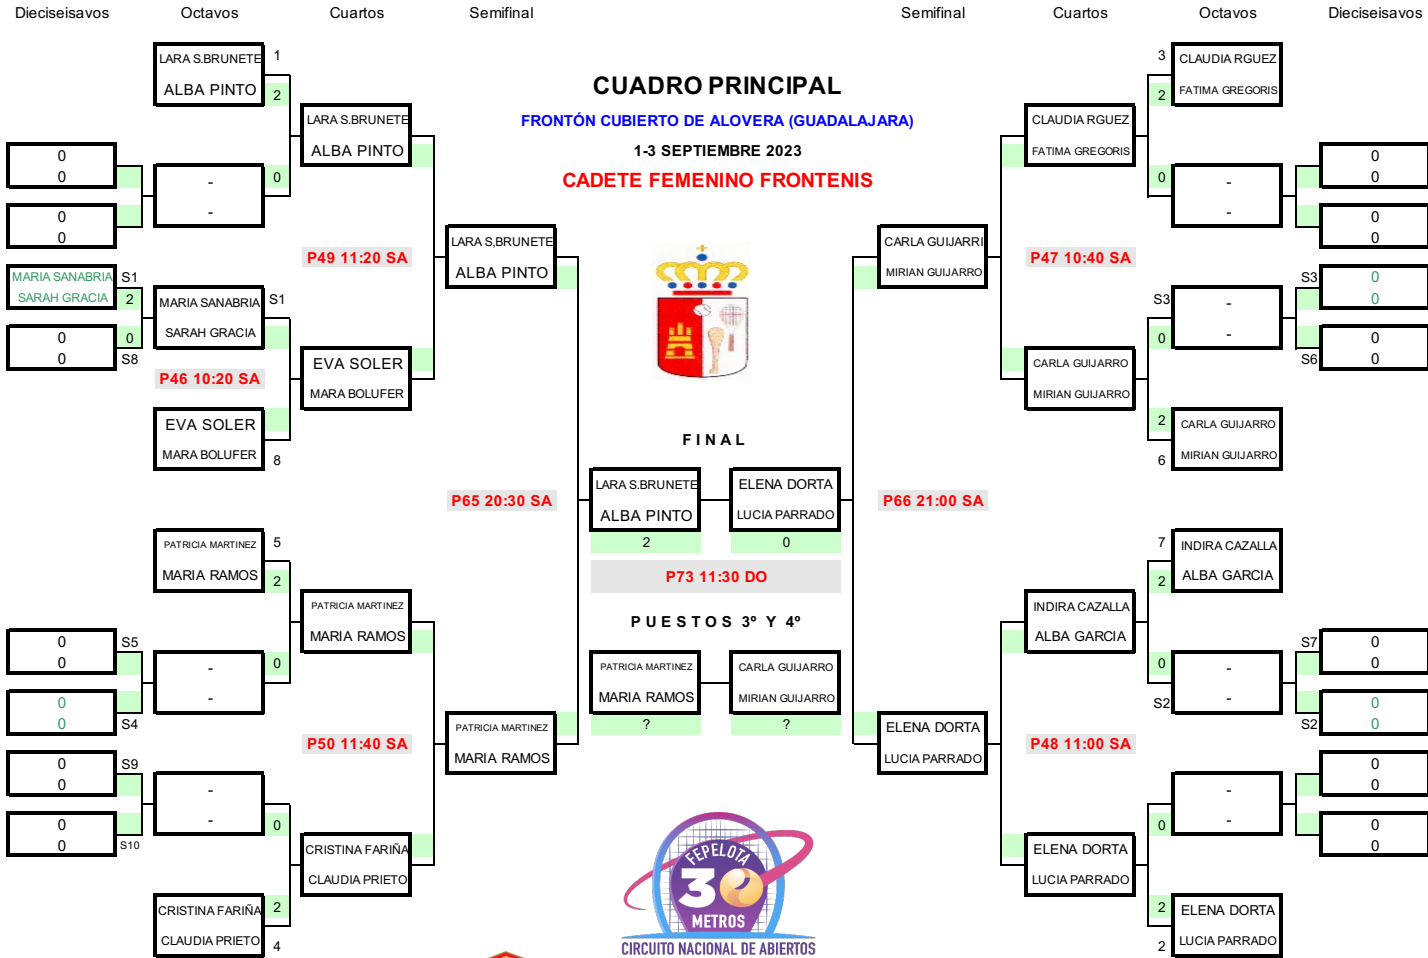 Dieciseisavos Octavos Cuartos Semifinal Semifinal Cuartos Octavos Dieciseisavos
CUADRO PRINCIPAL
FRONTÓN CUBIERTO DE ALOVERA (GUADALAJARA)
1-3 SEPTIEMBRE 2023
CADETE FEMENINO FRONTENIS
0
0
0
0
MARIA SANABRIA S1
SARAH GRACIA 2
0 0
0 S8
0 S5
0
0
0 S4
0 S9
0
0
0 S10
LARA S.BRUNETE 1
ALBA PINTO 2
- 0
-
MARIA SANABRIA S1
SARAH GRACIA
P46 10:20 SA
EVA SOLER
MARA BOLUFER 8
PATRICIA MARTINEZ 5
MARIA RAMOS 2
- 0
-
-
- 0
CRISTINA FARIÑA 2
CLAUDIA PRIETO 4
LARA S.BRUNETE
ALBA PINTO
P49 11:20 SA
EVA SOLER
MARA BOLUFER
PATRICIA MARTINEZ
MARIA RAMOS
P50 11:40 SA
CRISTINA FARIÑA
CLAUDIA PRIETO
LARA S,BRUNETE
ALBA PINTO
P65 20:30 SA
PATRICIA MARTINEZ
MARIA RAMOS
FINAL
LARA S.BRUNETE ELENA DORTA
ALBA PINTO LUCIA PARRADO
2 0
P73 11:30 DO
PUESTOS 3º Y 4º
PATRICIA MARTINEZ CARLA GUIJARRO
MARIA RAMOS MIRIAN GUIJARRO
? ?
FEPELOTA
30
METROS
CIRCUITO NACIONAL DE ABIERTOS
CARLA GUIJARRI
MIRIAN GUIJARRO
P66 21:00 SA
ELENA DORTA
LUCIA PARRADO
CLAUDIA RGUEZ
FATIMA GREGORIS
P47 10:40 SA
CARLA GUIJARRO
MIRIAN GUIJARRO
INDIRA CAZALLA
ALBA GARCIA
P48 11:00 SA
ELENA DORTA
LUCIA PARRADO
3 CLAUDIA RGUEZ
2 FATIMA GREGORIS
0 -
-
S3 -
0 -
2 CARLA GUIJARRO
6 MIRIAN GUIJARRO
7 INDIRA CAZALLA
2 ALBA GARCIA
0 -
S2 -
-
0 -
2 ELENA DORTA
2 LUCIA PARRADO
0
0
0
0
S3 0
0
0
S6 0
S7 0
0
0
S2 0
0
0
0
0